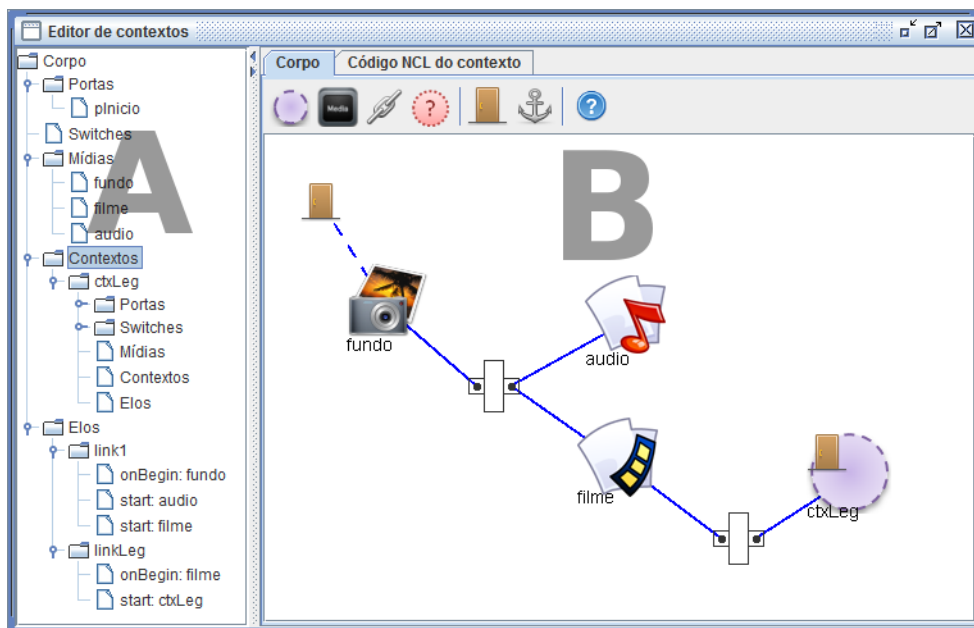 Editor de contextos
Corpo
Portas
pInicio
Switches
Mídias
fundo
filme
audio
Contextos
ctxLeg
Portas
Switches
Mídias
Contextos
Elos
Elos
link1
onBegin: fundo
start: audio
start: filme
linkLeg
onBegin: filme
start: ctxLeg
A
Corpo
Código NCL do contexto
Media
?
?
B
fundo
audio
filme
ctxLeg